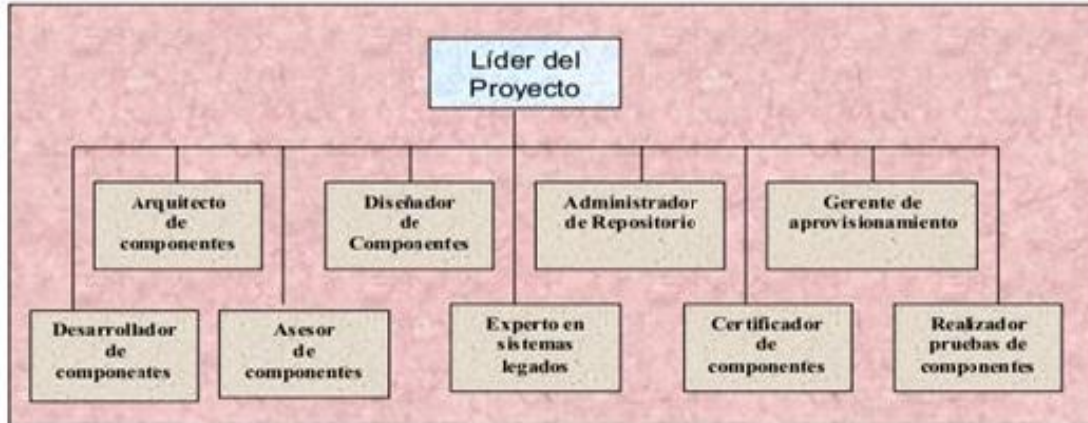 Líder del
Proyecto
Arquitecto
de
componentes
Diseñador
de
Componentes
Administrador
de Repositorio
Gerente de
aprovisionamiento
Desarrollador
de
componentes
Asesor
de
componentes
Experto en
sistemas
legados
Certificador
de
componentes
Realizador
pruebas de
componentes